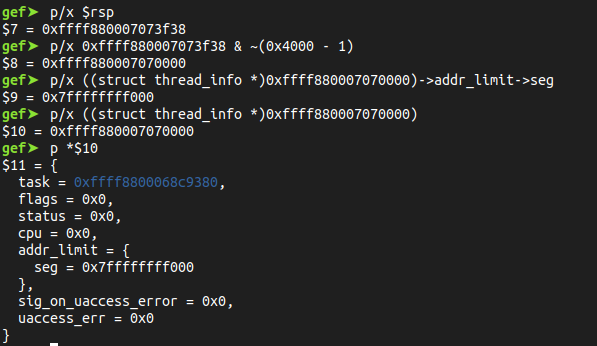 gef➤ p/x $rsp
$7 = 0xffff880007073f38
gef➤ p/x 0xffff880007073f38 & ~(0x4000 - 1)
$8 = 0xffff880007070000
gef➤ p/x ((struct thread_info *)0xffff880007070000)->addr_limit->seg
$9 = 0x7ffffffff000
gef➤ p/x ((struct thread_info *)0xffff880007070000)
$10 = 0xffff880007070000
gef➤ p *$10
$11 = {
  task = 0xffff8800068c9380,
  flags = 0x0,
  status = 0x0,
  cpu = 0x0,
  addr_limit = {
    seg = 0x7ffffffff000
  },
  sig_on_uaccess_error = 0x0,
  uaccess_err = 0x0
}